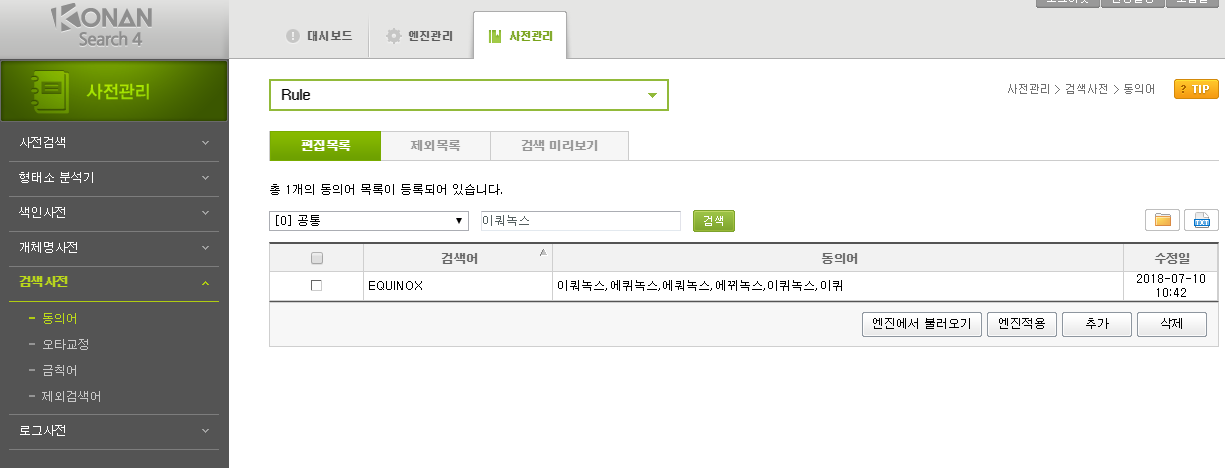 KONAN
Search 4
대시보드
엔진관리
사전관리
사전관리
사전검색
형태소 분석기
색인사전
개체명사전
검색사전
- 동의어
- 오타교정
- 금칙어
- 제외검색어
로그사전
Rule
사전관리 > 검색사전 > 동의어
? TIP
편집목록
제외목록
검색 미리보기
총 1개의 동의어 목록이 등록되어 있습니다.
[0] 공통
이쿼녹스
검색
TXT
검색어
동의어
수정일
EQUINOX
이쿼녹스,에퀴녹스,에쿼녹스,에뀌녹스,이퀴녹스,이퀴
2018-07-10
10:42
엔진에서 불러오기
엔진적용
추가
삭제